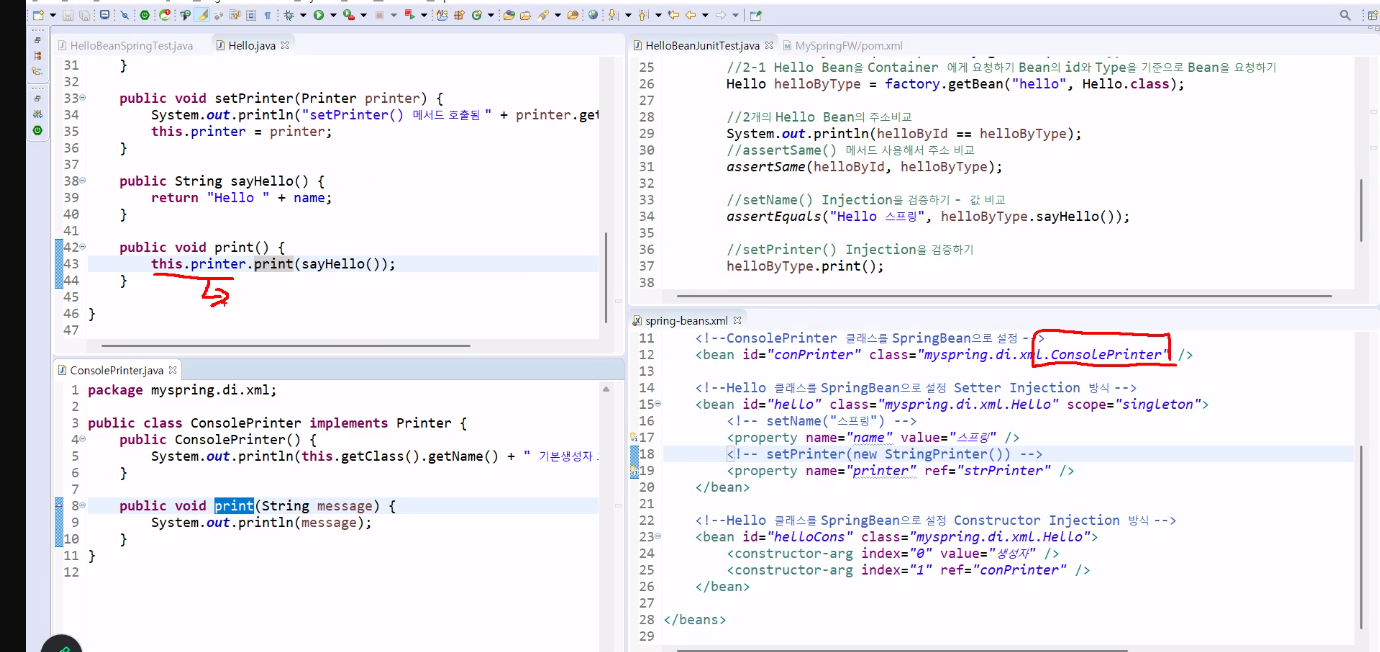 HelloBeanSpringTest.java
Hello.java
31 }
33 public void setPrinter(Printer printer) {
34 System.out.println("setPrinter() 메서드 호출됨 " + printer.get
35 this.printer = printer;
36 }
37
38 public String sayHello() {
39 return "Hello " + name;
40 }
41
42 public void print() {
43 this.printer.print(sayHello());
44 }
45
46 }
47
ConsolePrinter.java
1 package myspring.di.xml;
2
3 public class ConsolePrinter implements Printer {
4 public ConsolePrinter() {
5 System.out.println(this.getClass().getName() + " 기본생성자
6 }
7
8 public void print(String message) {
9 System.out.println(message);
10 }
11 }
12
HelloBeanJunitTest.java
MySpringFW/pom.xml
25 //2-1 Hello Bean을 Container 에게 요청하기 Bean의 id와 Type을 기준으로 Bean을 요청하기
26 Hello helloByType = factory.getBean("hello", Hello.class);
27
28 //2개의 Hello Bean의 주소비교
29 System.out.println(helloById == helloByType);
30 //assertSame() 메서드 사용해서 주소 비교
31 assertSame(helloById, helloByType);
32
33 //setName() Injection을 검증하기 - 값 비교
34 assertEquals("Hello 스프링", helloByType.sayHello());
35
36 //setPrinter() Injection을 검증하기
37 helloByType.print();
38
spring-beans.xml
11 <!--ConsolePrinter 클래스를 SpringBean으로 설정 -->
12 <bean id="conPrinter" class="myspring.di.xml.ConsolePrinter" />
13
14 <!--Hello 클래스를 SpringBean으로 설정 Setter Injection 방식 -->
15 <bean id="hello" class="myspring.di.xml.Hello" scope="singleton">
16 <!-- setName("스프링") -->
17 <property name="name" value="스프링" />
18 <!-- setPrinter(new StringPrinter()) -->
19 <property name="printer" ref="strPrinter" />
20 </bean>
21
22 <!--Hello 클래스를 SpringBean으로 설정 Constructor Injection 방식 -->
23 <bean id="helloCons" class="myspring.di.xml.Hello">
24 <constructor-arg index="0" value="생성자" />
25 <constructor-arg index="1" ref="conPrinter" />
26 </bean>
27
28 </beans>
29